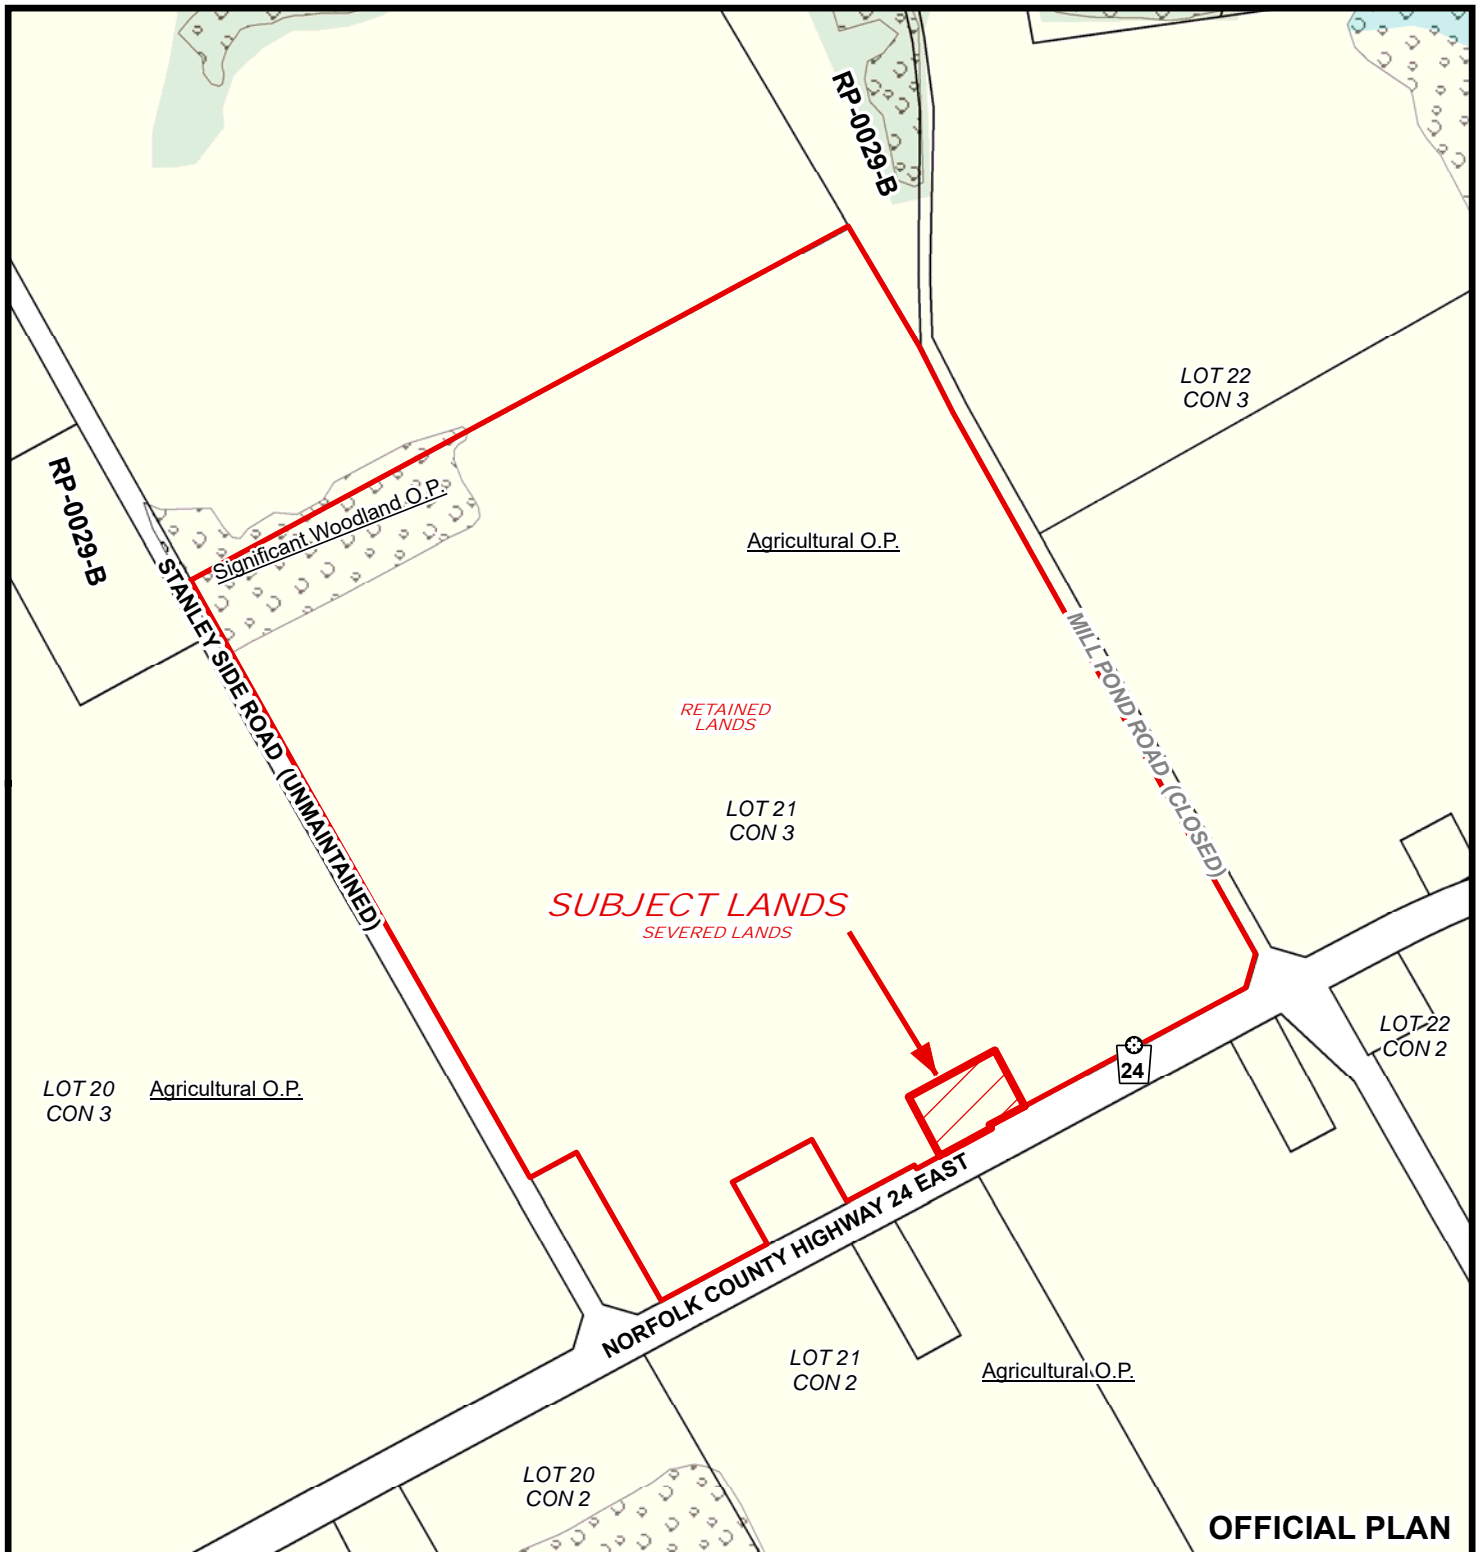 RP-0029-B
LOT 22
CON 3
RP-0029-B
Significant Woodland O.P.
Agricultural O.P.
STANLEY SIDE ROAD (UNMAINTAINED)
MILL POND ROAD (CLOSED)
RETAINED
LANDS
LOT 21
CON 3
SUBJECT LANDS
SEVERED LANDS
LOT 22
CON 2
24
LOT 20
CON 3
Agricultural O.P.
NORFOLK COUNTY HIGHWAY 24 EAST
LOT 21
CON 2
Agricultural O.P.
LOT 20
CON 2
OFFICIAL PLAN